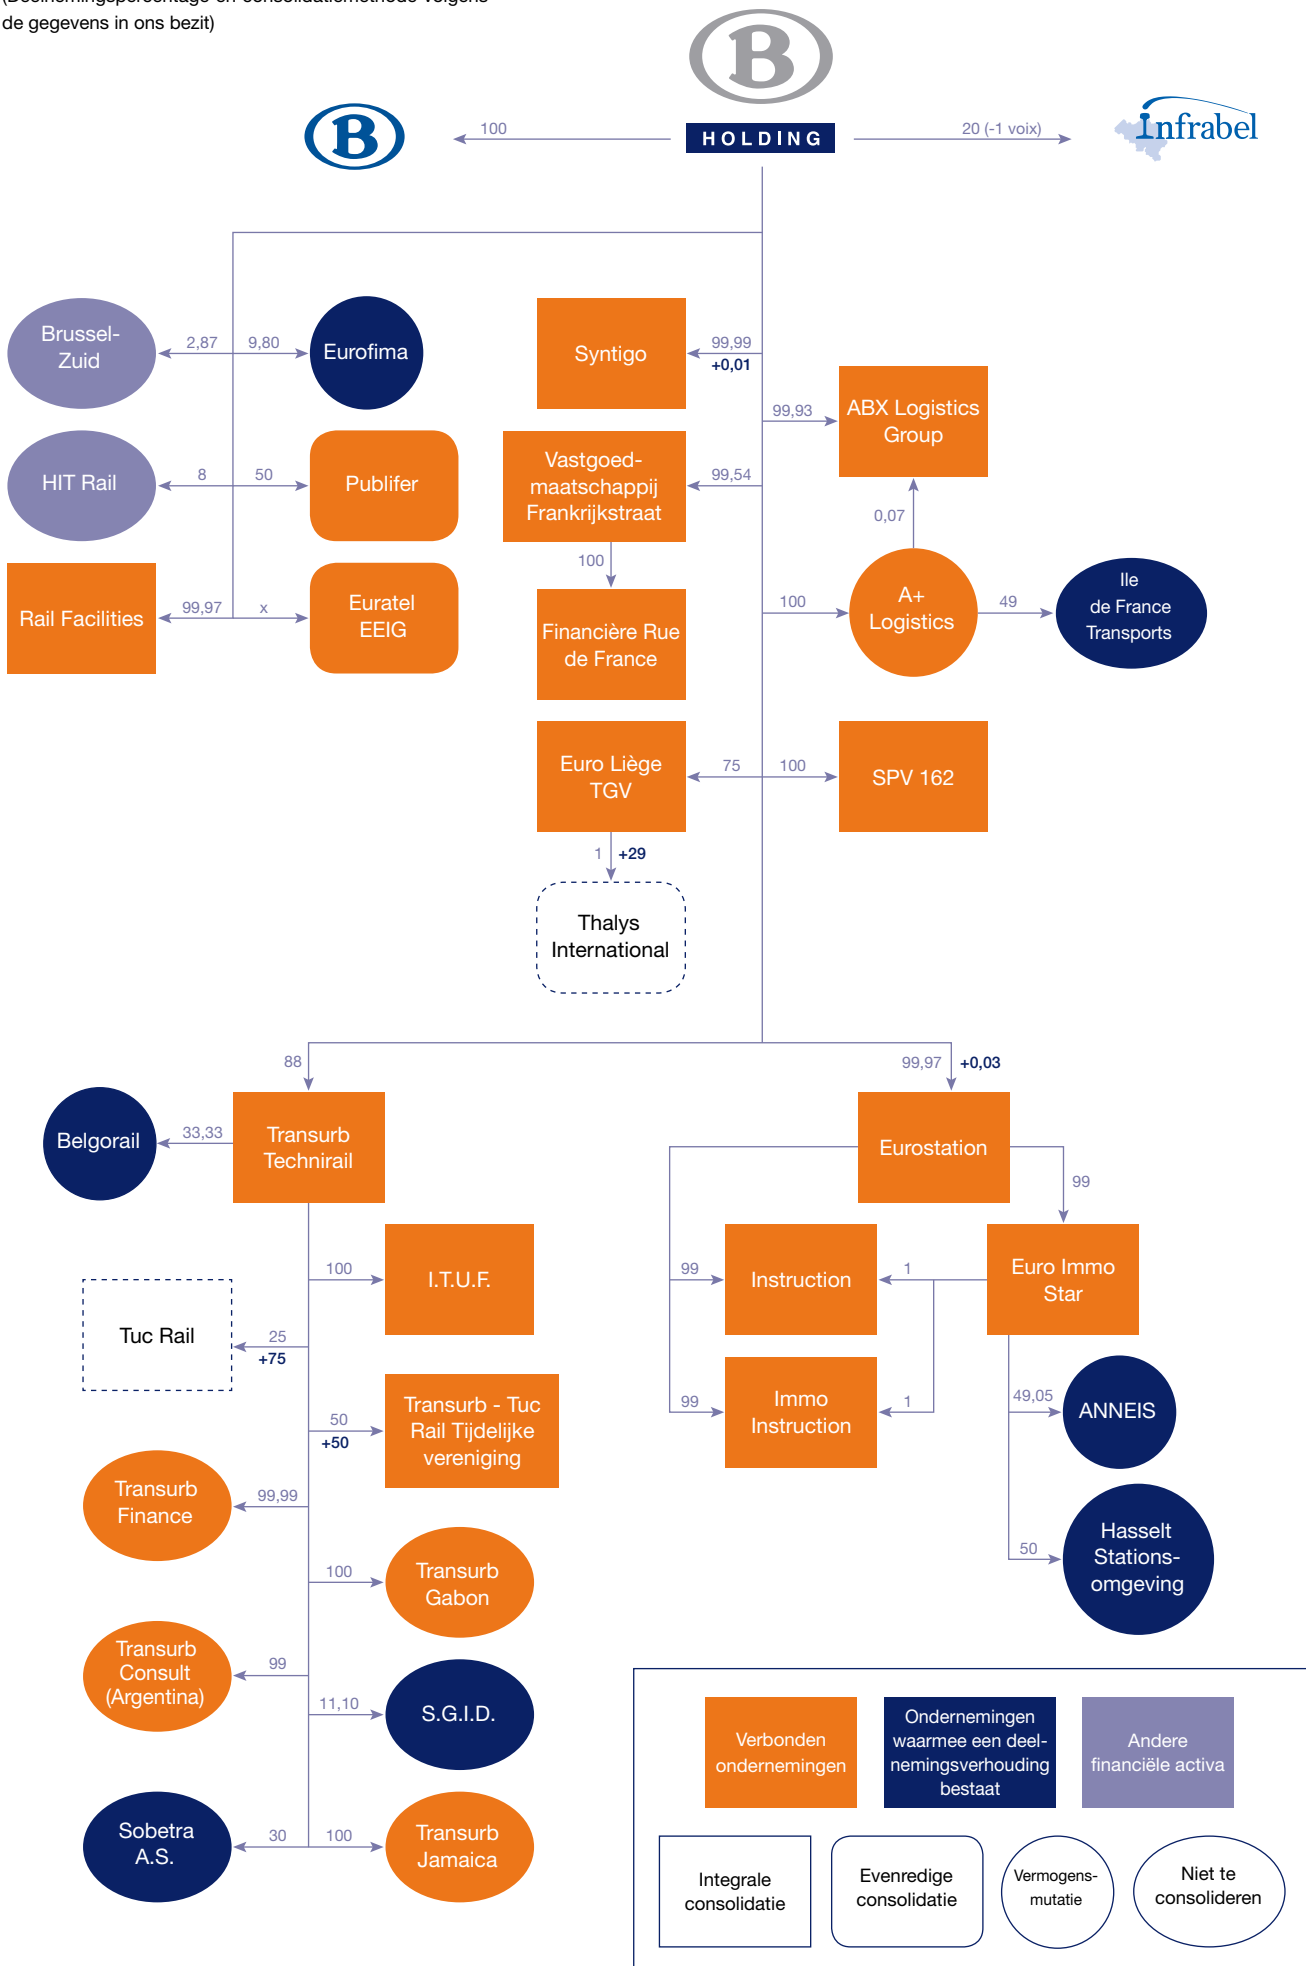 de gegevens in ons bezit)
B
HOLDING
B
100
20 (-1 voix)
Infrabel
Brussel-
Zuid
2,87
9,80
Eurofima
Syntigo
99,99
+0,01
ABX Logistics
Group
99,93
HIT Rail
8
50
Publifer
Vastgoed-
maatschappij
Frankrijkstraat
99,54
0,07
100
Rail Facilities
99,97
x
Euratel
EEIG
Financière Rue
de France
100
A+
Logistics
49
Ile
de France
Transports
Euro Liège
TGV
75
100
SPV 162
1
+29
Thalys
International
88
99,97
+0,03
Belgorail
33,33
Transurb
Technirail
Eurostation
99
100
I.T.U.F.
99
Instruction
1
Euro Immo
Star
Tuc Rail
25
+75
50
+50
Transurb - Tuc
Rail Tijdelijke
vereniging
99
Immo
Instruction
1
49,05
ANNEIS
Transurb
Finance
99,99
100
Transurb
Gabon
50
Hasselt
Stations-
omgeving
Transurb
Consult
(Argentina)
99
11,10
S.G.I.D.
Sobetra
A.S.
30
100
Transurb
Jamaica
Verbonden
ondernemingen
Ondernemingen
waarmee een deel-
nemingsverhouding
bestaat
Andere
financiële activa
Integrale
consolidatie
Evenredige
consolidatie
Vermogens-
mutatie
Niet te
consolideren